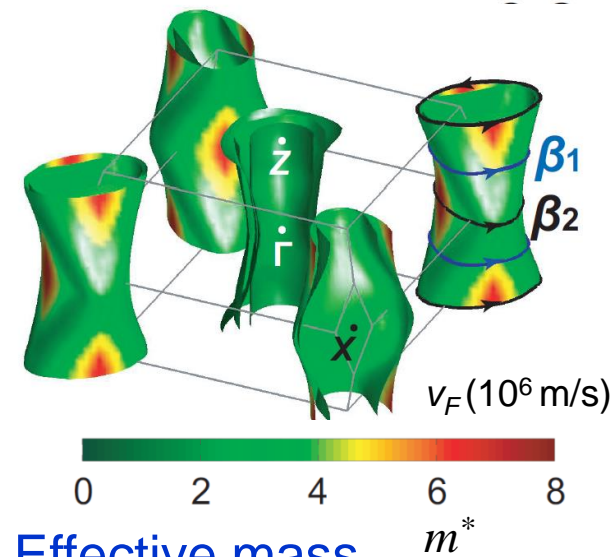 Ż
Γ̇
Ẋ
β1
β2
vF (10⁶ m/s)
0 2 4 6 8
Effective mass m*